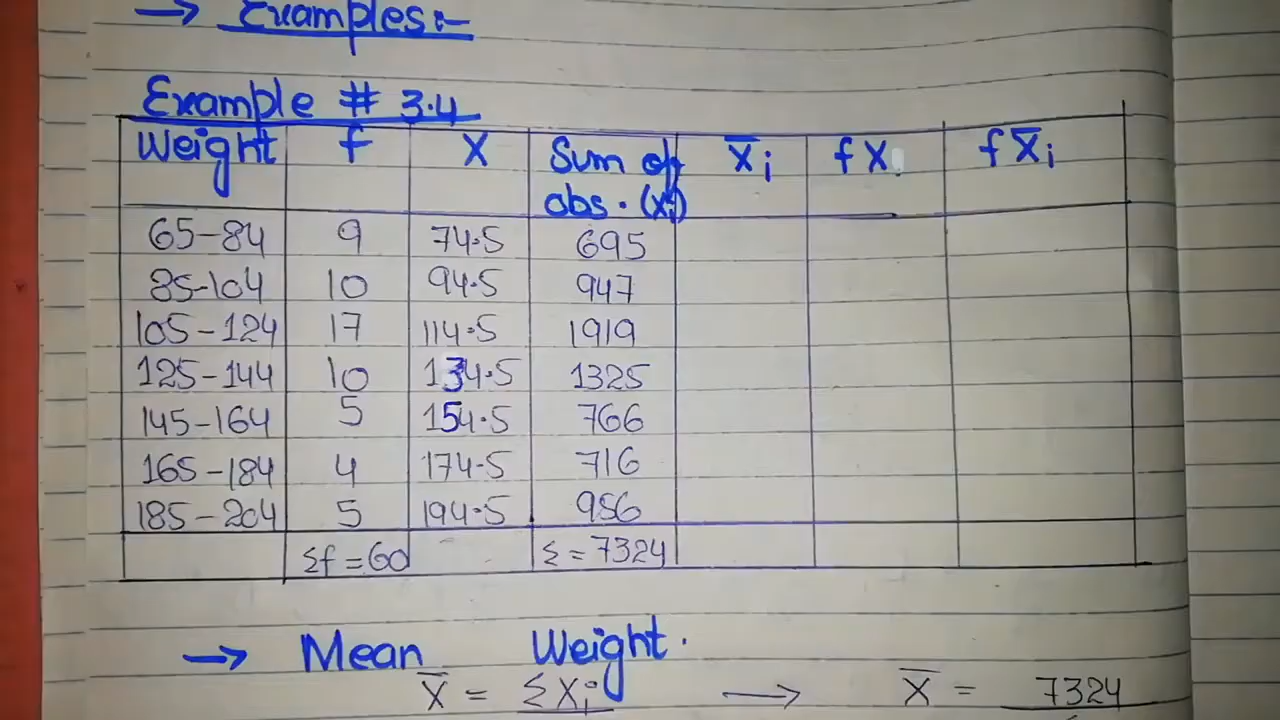 → Examples:-
Example # 3.4
Weight f X Sum of obs. (Xi) X̄i fX fX̄i
65-84 9 74.5 695
85-104 10 94.5 947
105-124 17 114.5 1919
125-144 10 134.5 1325
145-164 5 154.5 766
165-184 4 174.5 716
185-204 5 194.5 956
Σf = 60 Σ = 7324
→ Mean Weight.
X̄ = ΣXi → X̄ = 7324